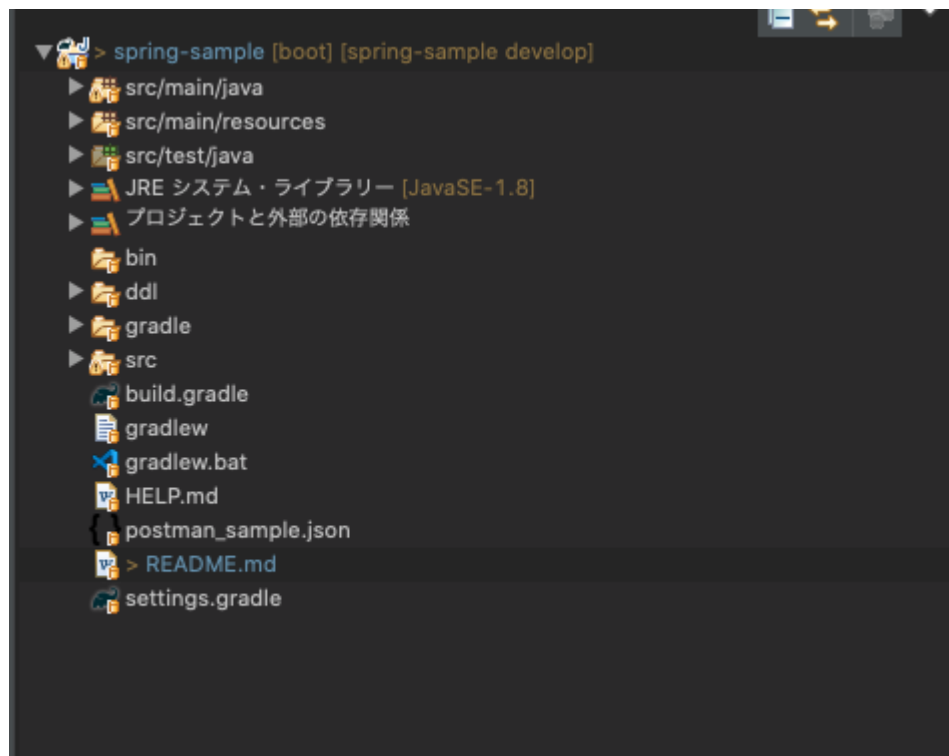 > spring-sample [boot] [spring-sample develop]
src/main/java
src/main/resources
src/test/java
JRE システム・ライブラリー [JavaSE-1.8]
プロジェクトと外部の依存関係
bin
ddl
gradle
src
build.gradle
gradlew
gradlew.bat
HELP.md
postman_sample.json
> README.md
settings.gradle